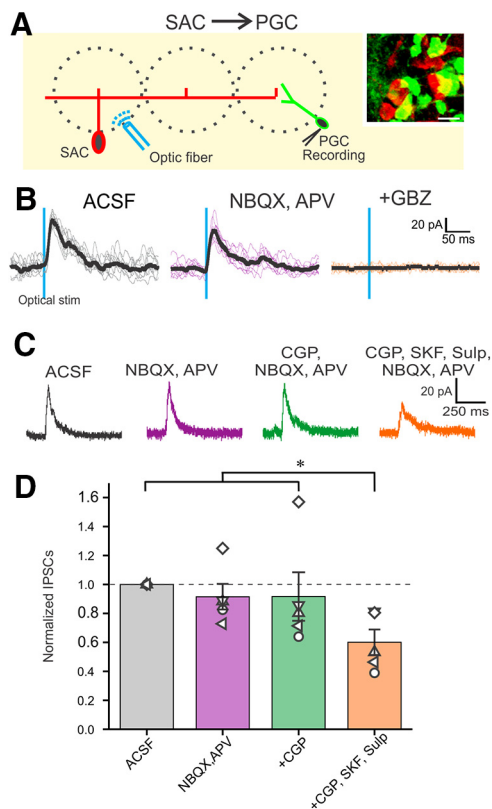 A
SAC → PGC
SAC
Optic fiber
PGC
Recording
B
ACSF
NBQX, APV
+GBZ
20 pA
50 ms
Optical stim
C
ACSF
NBQX, APV
CGP,
NBQX, APV
CGP, SKF, Sulp,
NBQX, APV
20 pA
250 ms
D
*
Normalized IPSCs
1.6
1.4
1.2
1.0
0.8
0.6
0.4
0.2
0.0
ACSF
NBQX,APV
+CGP
+CGP, SKF, Sulp